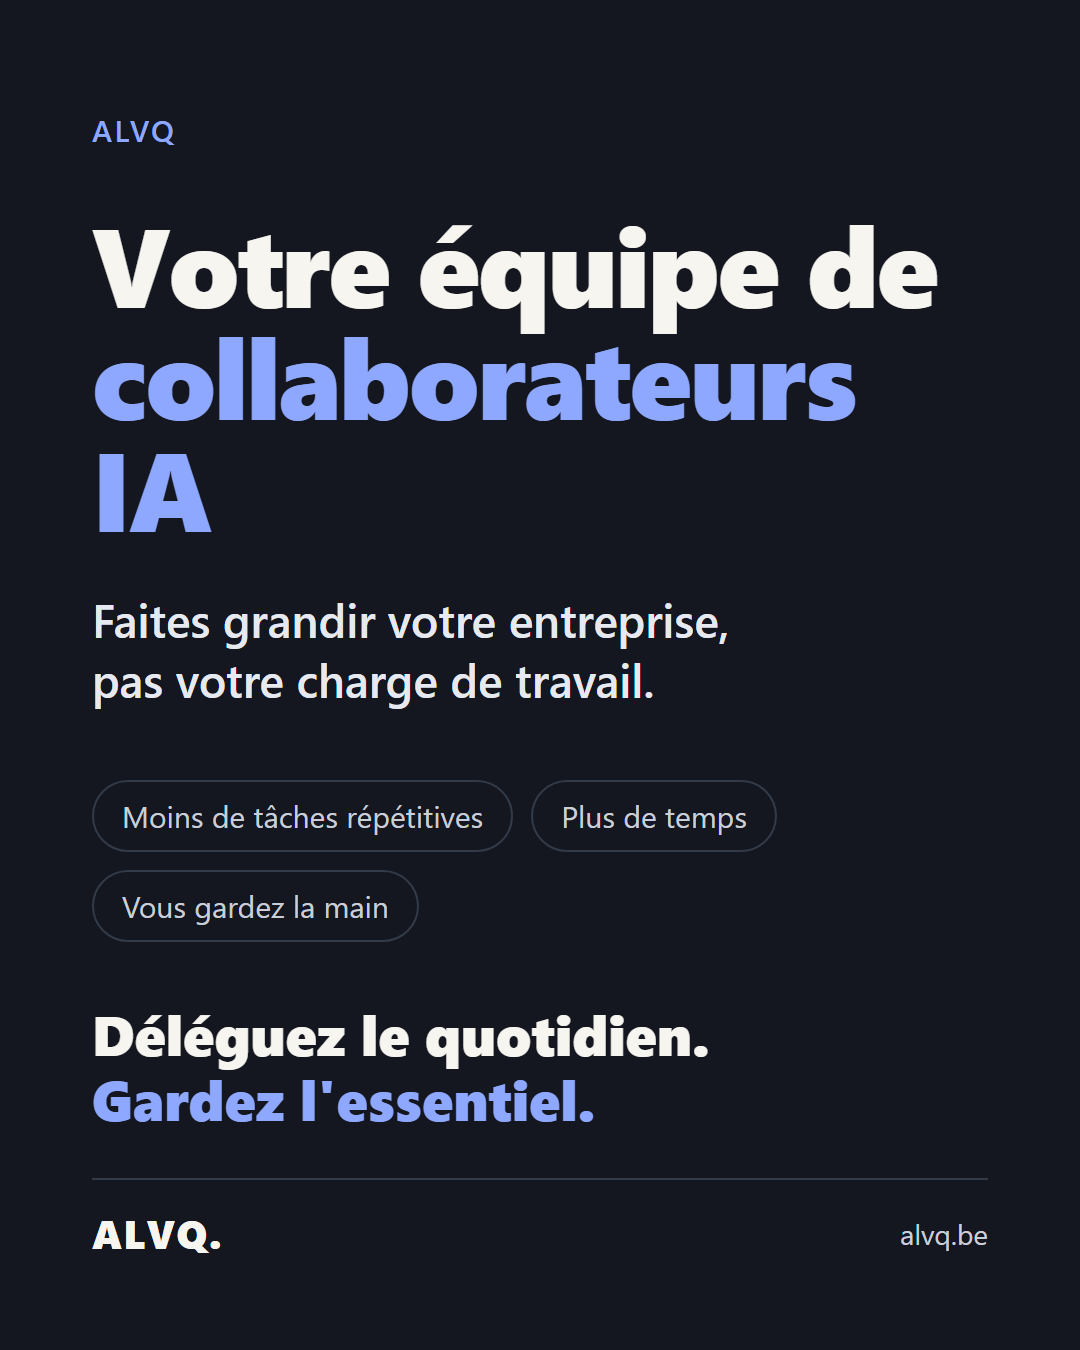 ALVQ
Votre équipe de
collaborateurs
IA
Faites grandir votre entreprise,
pas votre charge de travail.
Moins de tâches répétitives
Plus de temps
Vous gardez la main
Déléguez le quotidien.
Gardez l'essentiel.
ALVQ.
alvq.be